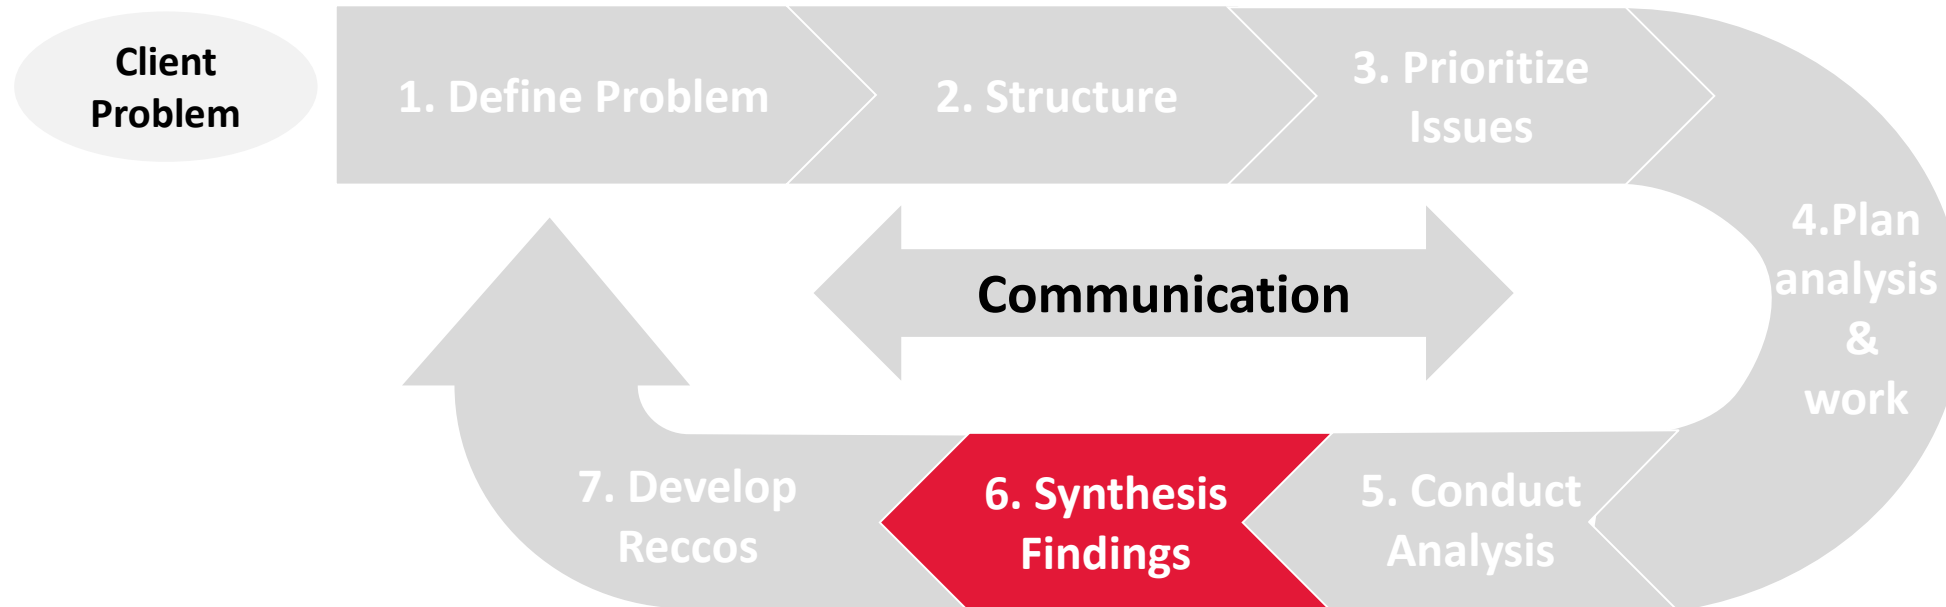 Client
Problem
1. Define Problem
2. Structure
3. Prioritize
Issues
4.Plan
analysis
&
work
Communication
5. Conduct
Analysis
6. Synthesis
Findings
7. Develop
Reccos